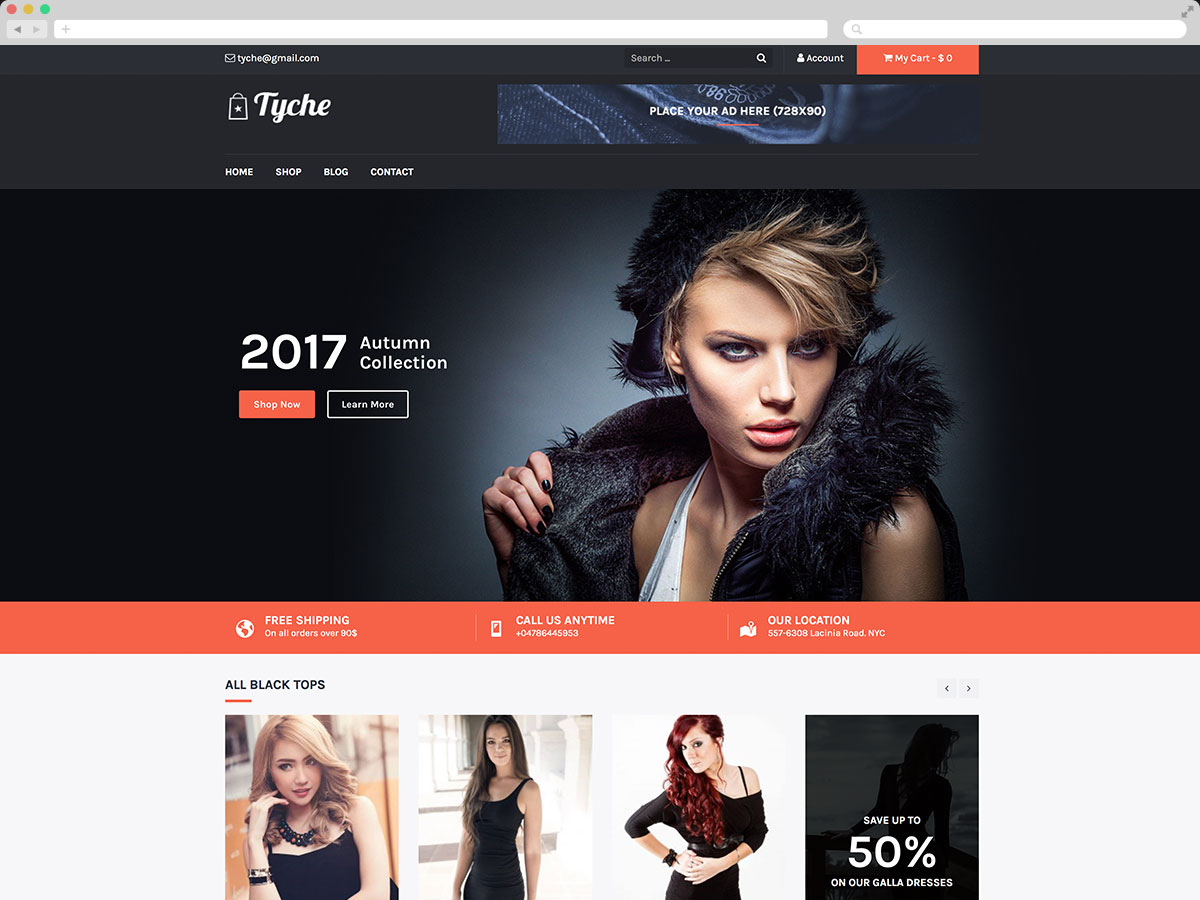 tyche@gmail.com
Search ...
Account
My Cart - $ 0
Tyche
PLACE YOUR AD HERE (728X90)
HOME
SHOP
BLOG
CONTACT
2017
Autumn
Collection
Shop Now
Learn More
FREE SHIPPING
On all orders over 90$
CALL US ANYTIME
+04786445953
OUR LOCATION
557-6308 Lacinia Road. NYC
ALL BLACK TOPS
SAVE UP TO
50%
ON OUR GALLA DRESSES